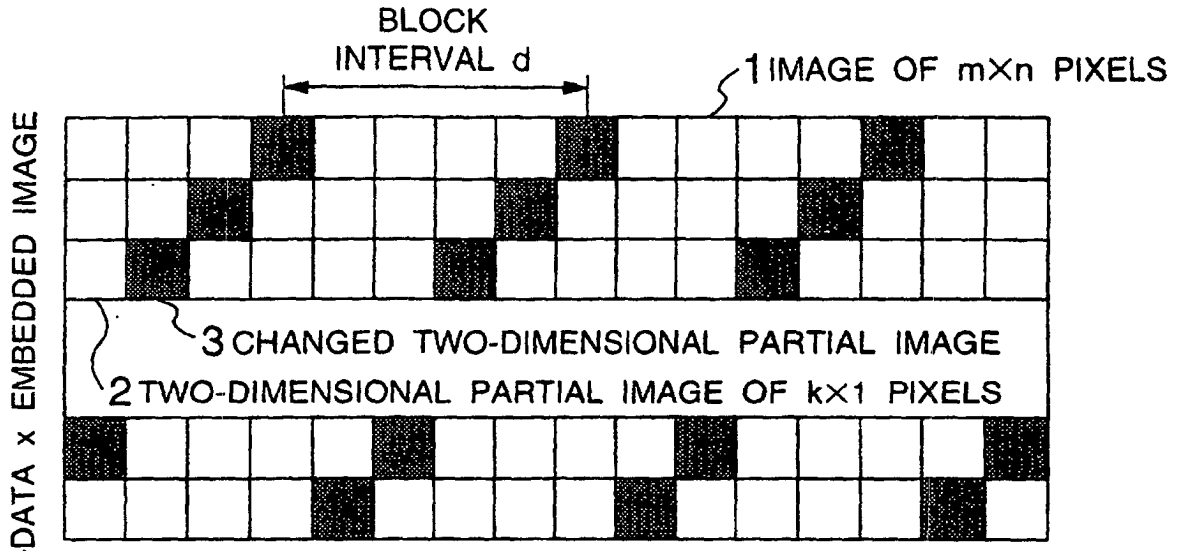 BLOCK
INTERVAL d
1 IMAGE OF m×n PIXELS
DATA x EMBEDDED IMAGE
3 CHANGED TWO-DIMENSIONAL PARTIAL IMAGE
2 TWO-DIMENSIONAL PARTIAL IMAGE OF k×1 PIXELS